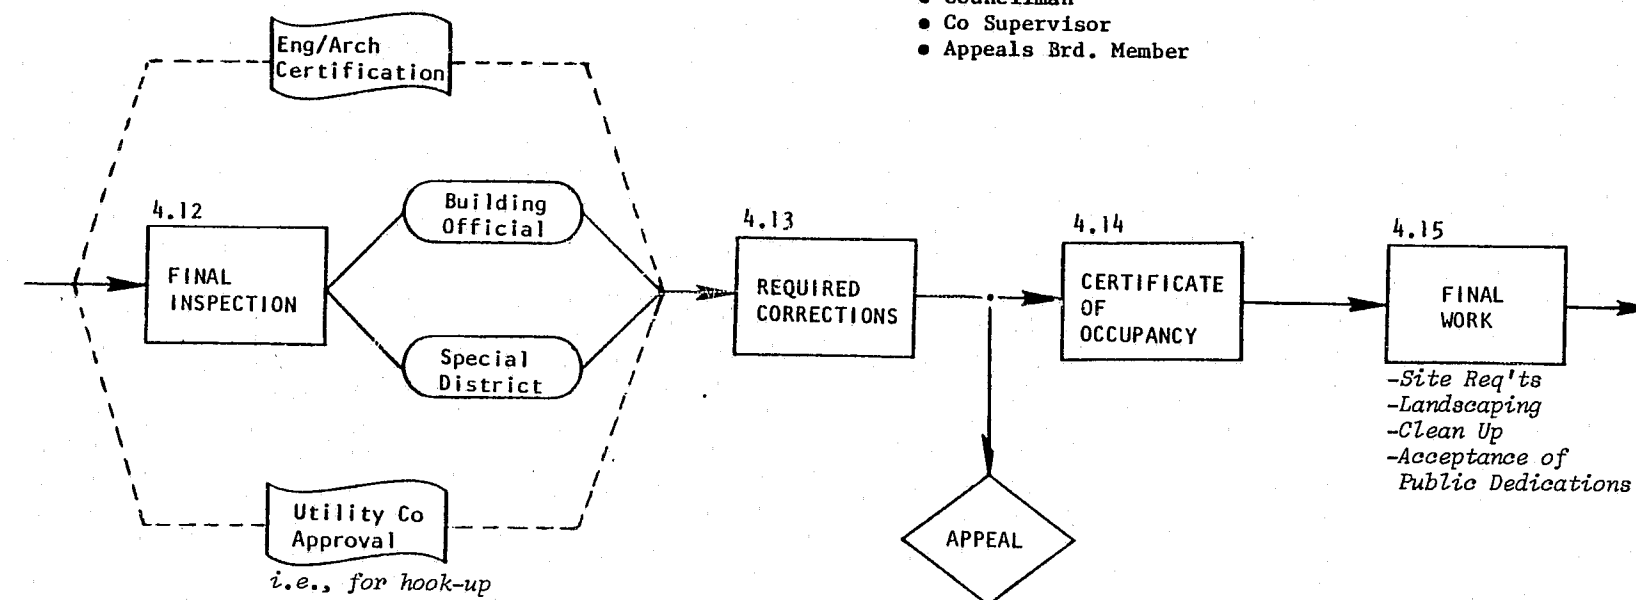 Councilman
• Co Supervisor
• Appeals Brd. Member
Eng/Arch
Certification
4.12
FINAL
INSPECTION
Building
Official
Special
District
Utility Co
Approval
i.e., for hook-up
4.13
REQUIRED
CORRECTIONS
APPEAL
4.14
CERTIFICATE
OF
OCCUPANCY
4.15
FINAL
WORK
-Site Req'ts
-Landscaping
-Clean Up
-Acceptance of
Public Dedications